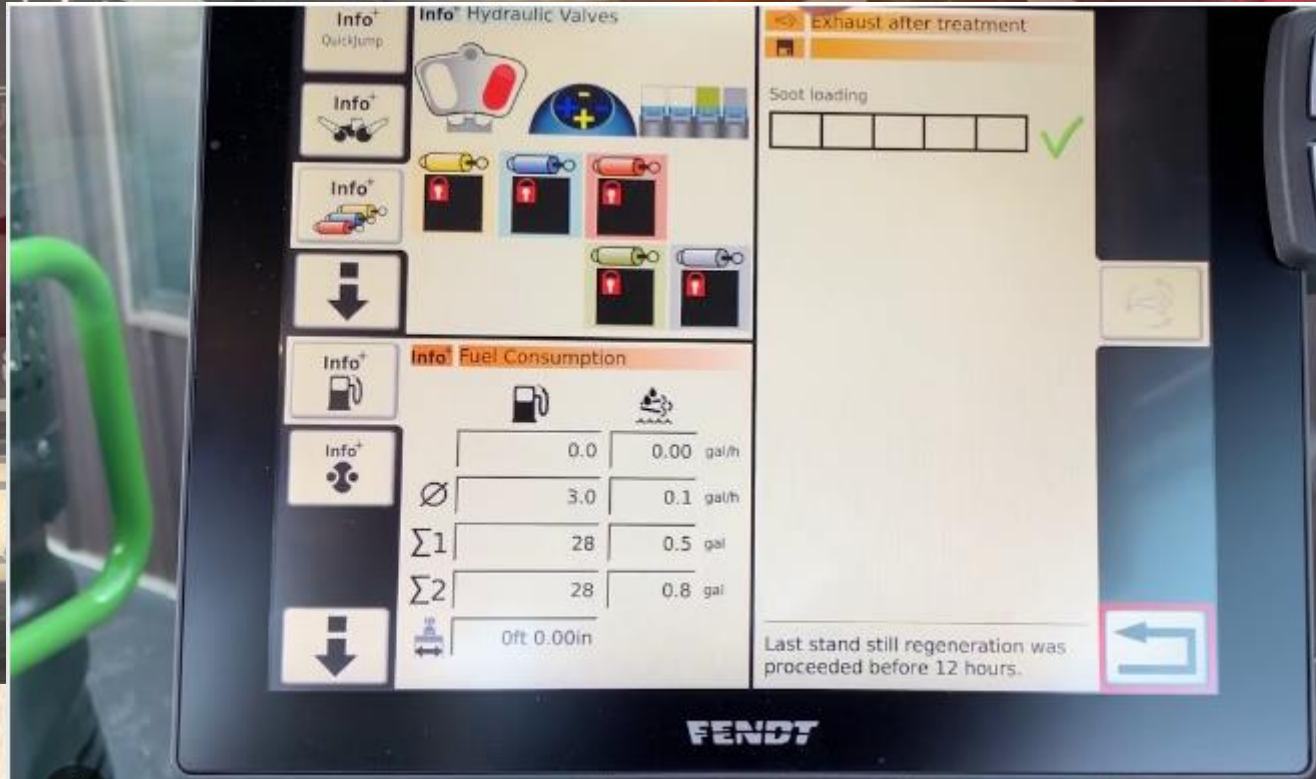 Info+
QuickJump
Info+
Info+
Info+
Info+
Info+ Hydraulic Valves
Info+ Fuel Consumption
0.0 0.00 gal/h
Ø 3.0 0.1 gal/h
∑1 28 0.5 gal
∑2 28 0.8 gal
0ft 0.00in
Exhaust after treatment
Soot loading
Last stand still regeneration was
proceeded before 12 hours.
FENDT